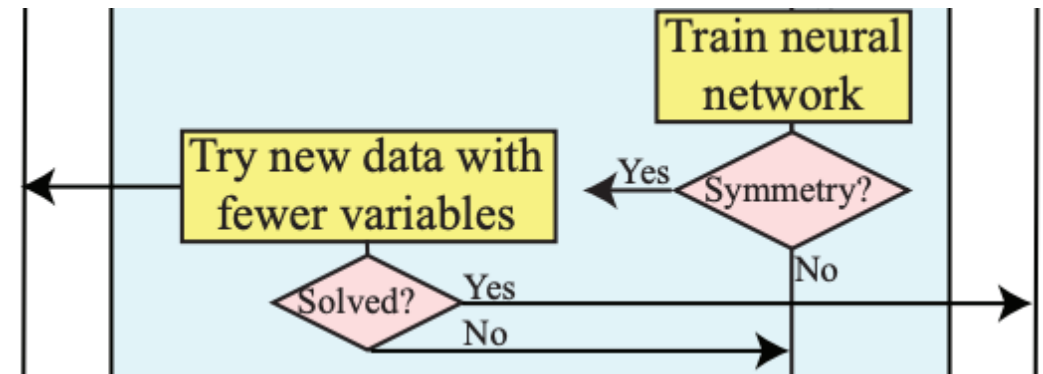 Train neural
network
Try new data with
fewer variables
Yes
Symmetry?
No
Solved?
Yes
No